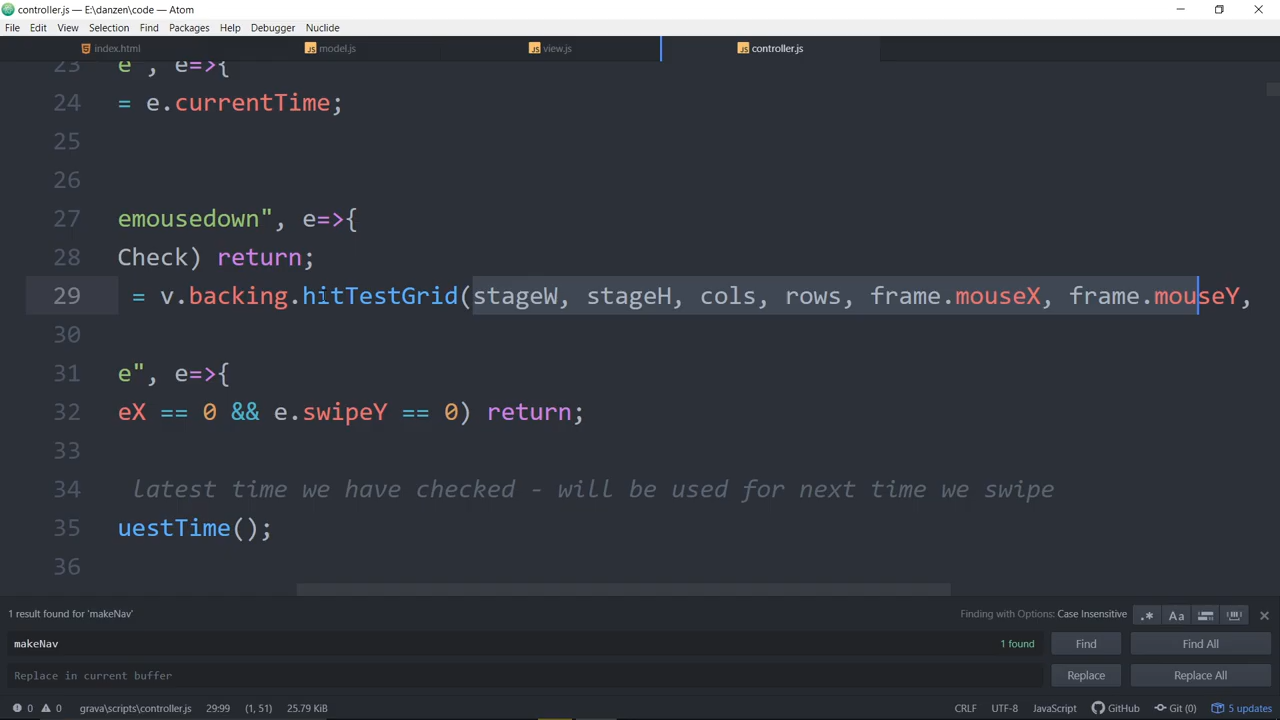 controller.js — E:\danzen\code — Atom
File Edit View Selection Find Packages Help Debugger Nuclide
index.html model.js view.js controller.js
23 e", e=>{
24 = e.currentTime;
25
26
27 emousedown", e=>{
28 Check) return;
29 = v.backing.hitTestGrid(stageW, stageH, cols, rows, frame.mouseX, frame.mouseY,
30
31 e", e=>{
32 eX == 0 && e.swipeY == 0) return;
33
34 latest time we have checked - will be used for next time we swipe
35 uestTime();
36
1 result found for 'makeNav' Finding with Options: Case Insensitive .* Aa
makeNav 1 found Find Find All
Replace in current buffer Replace Replace All
0 0 grava\scripts\controller.js 29:99 (1, 51) 25.79 KiB CRLF UTF-8 JavaScript GitHub Git (0) 5 updates